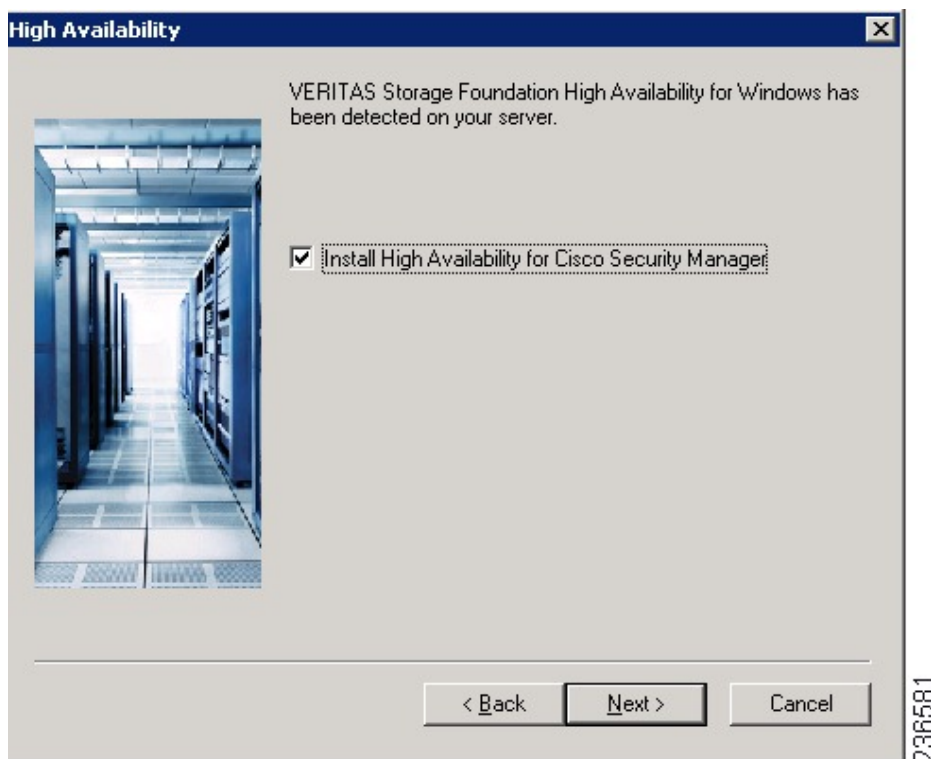 High Availability
VERITAS Storage Foundation High Availability for Windows has
been detected on your server.
Install High Availability for Cisco Security Manager
< Back
Next >
Cancel
236581